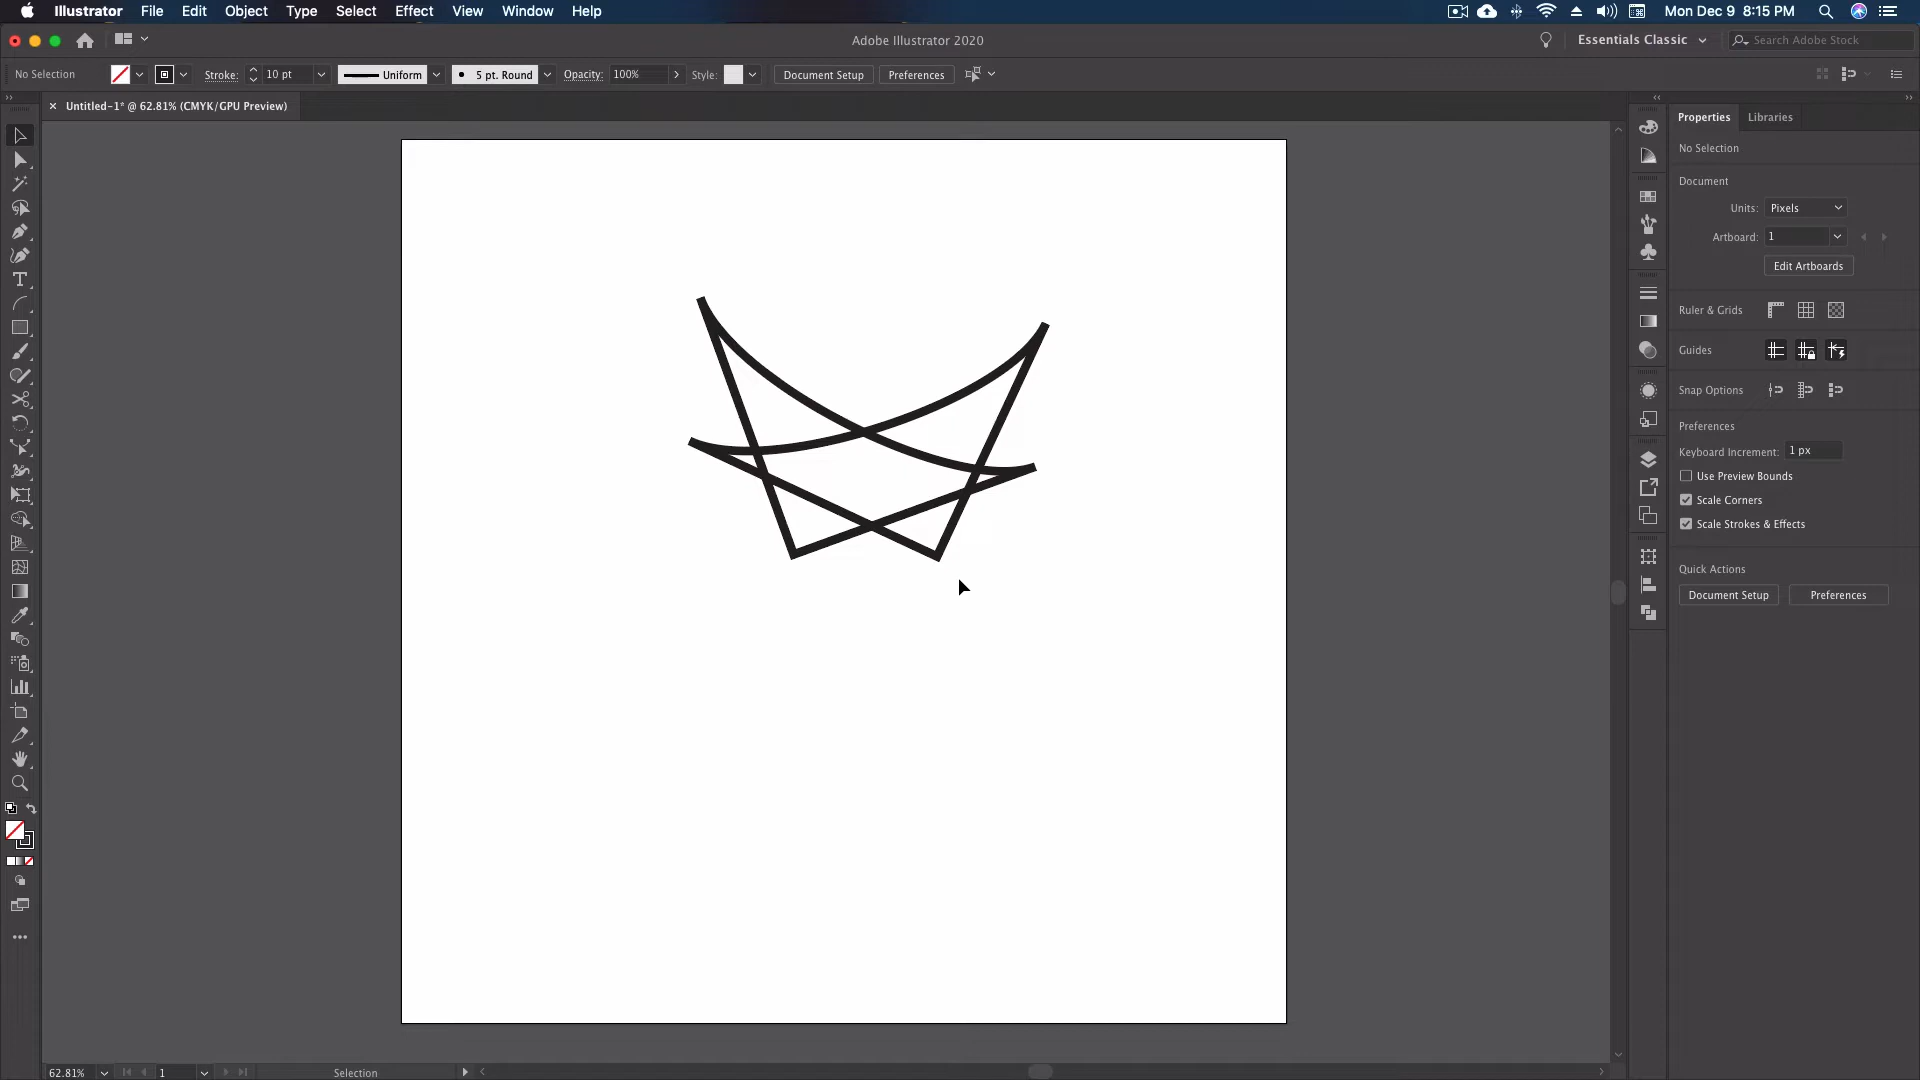 Illustrator File Edit Object Type Select Effect View Window Help Mon Dec 9 8:15 PM
Adobe Illustrator 2020 Essentials Classic Search Adobe Stock
No Selection Stroke: 10 pt Uniform 5 pt. Round Opacity: 100% Style: Document Setup Preferences
Untitled-1* @ 62.81% (CMYK/GPU Preview)
Properties Libraries
No Selection
Document
Units: Pixels
Artboard: 1
Edit Artboards
Ruler & Grids
Guides
Snap Options
Preferences
Keyboard Increment: 1 px
Use Preview Bounds
Scale Corners
Scale Strokes & Effects
Quick Actions
Document Setup Preferences
62.81% 1 Selection